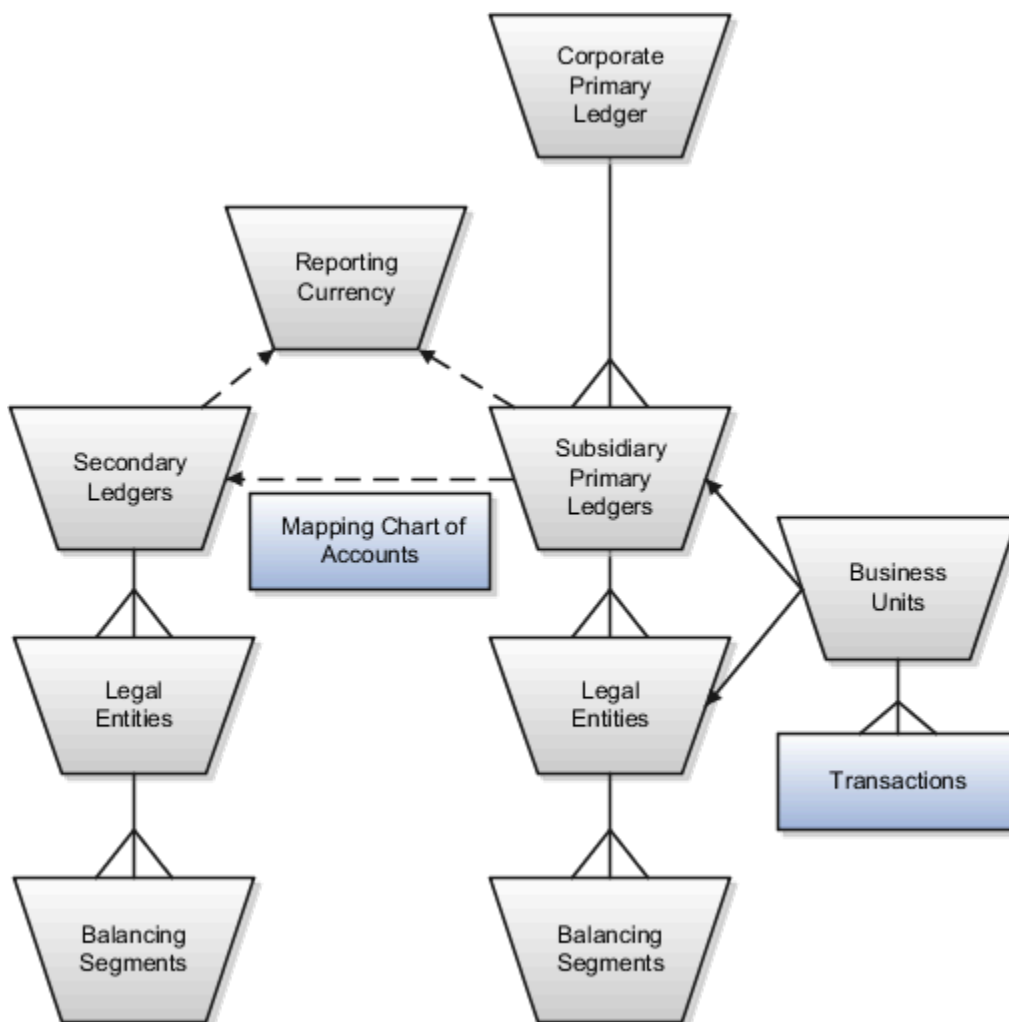 Corporate
Primary
Ledger
Reporting
Currency
Secondary
Ledgers
Subsidiary
Primary
Ledgers
Mapping Chart of
Accounts
Business
Units
Legal
Entities
Legal
Entities
Transactions
Balancing
Segments
Balancing
Segments